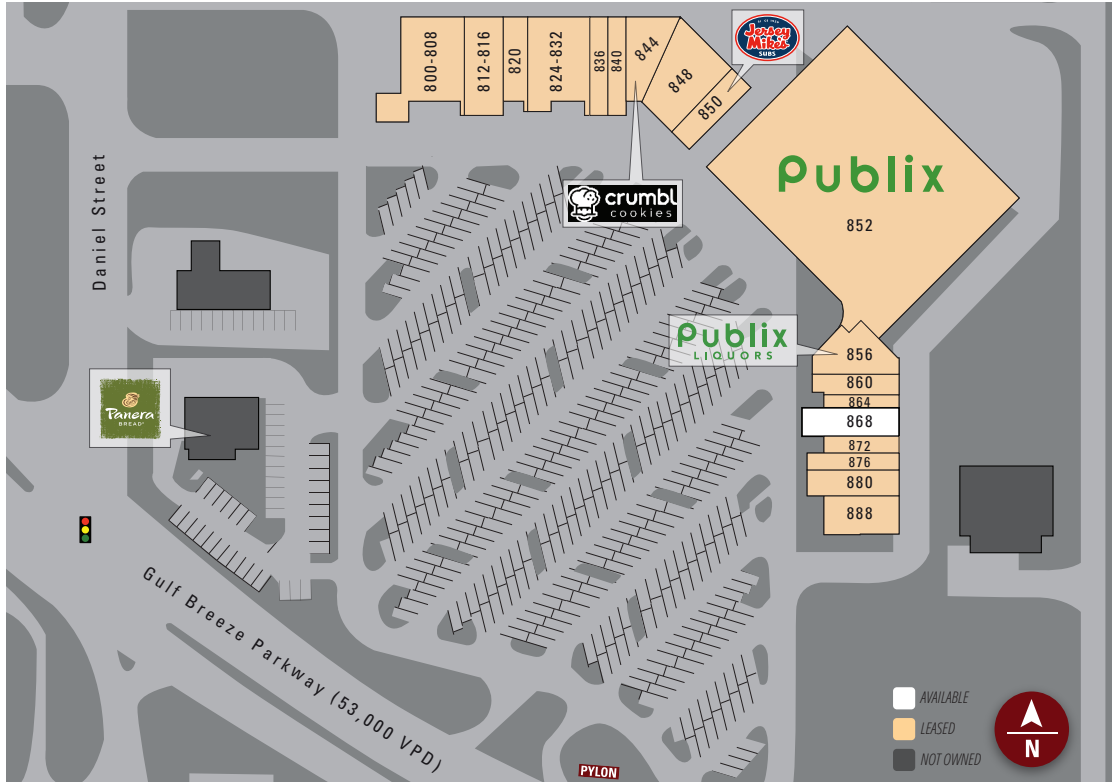 800-808
812-816
820
824-832
836
840
844
848
850
Jersey
Mike's
SUBS
crumbl
cookies
Publix
852
Daniel Street
Publix
LIQUORS
856
860
864
868
872
876
880
888
Panera
BREAD
Gulf Breeze Parkway (53,000 VPD)
PYLON
AVAILABLE
LEASED
NOT OWNED
N